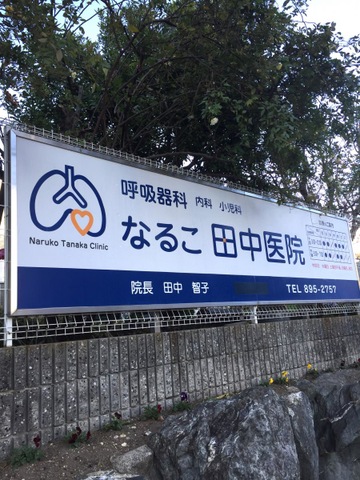 呼吸器科 内科 小児科
なるこ 田中医院
Naruko Tanaka Clinic
院長 田中 智子
TEL 895-2757